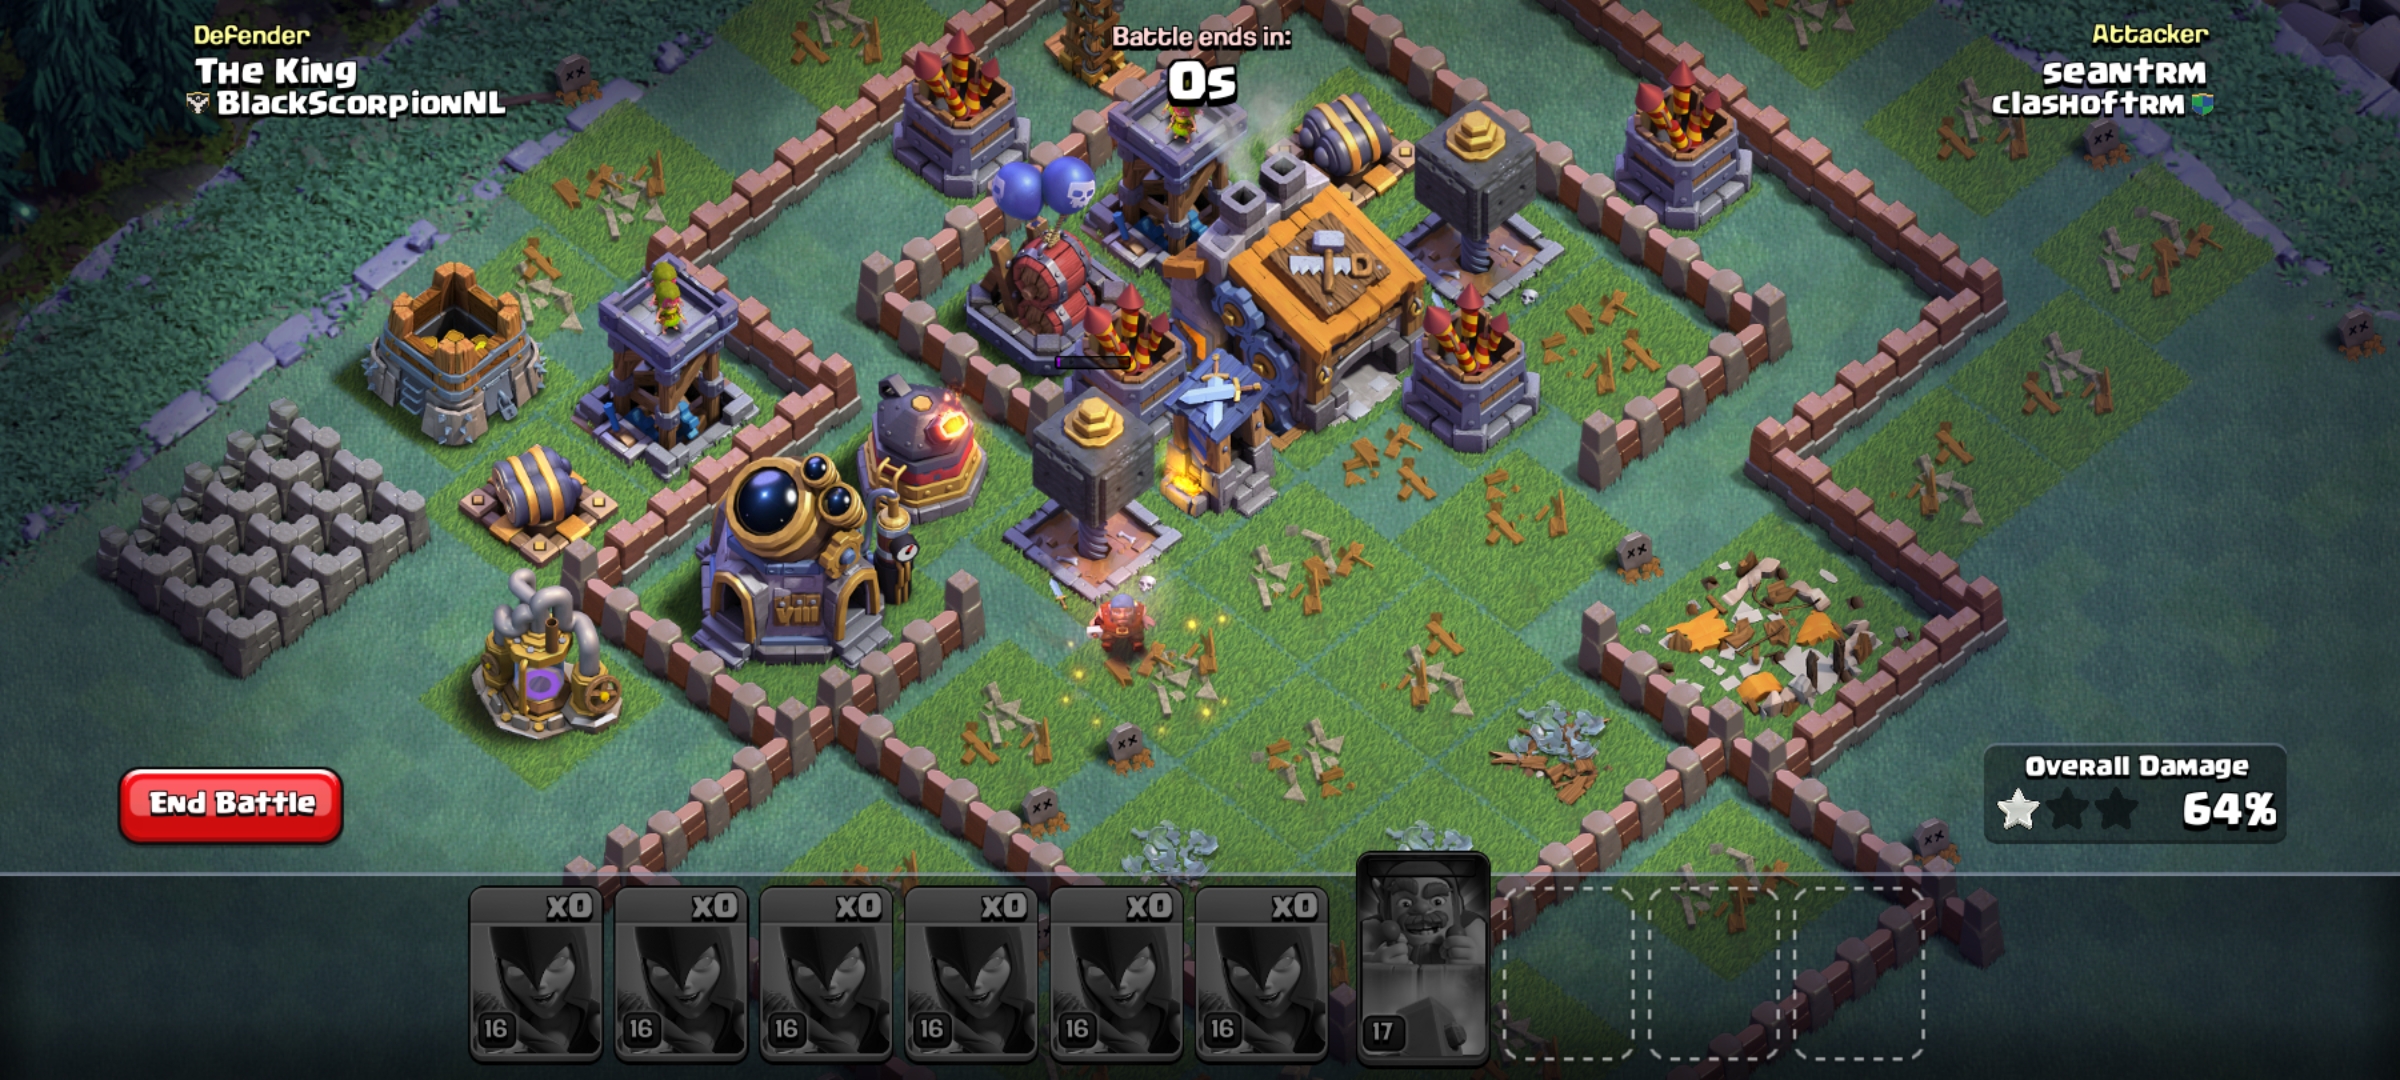 Defender
The King
BlackScorpionNL
Battle ends in:
0s
Attacker
seantRM
clashoftRM
VIII
End Battle
Overall Damage
64%
x0
x0
x0
x0
x0
x0
16
16
16
16
16
16
17